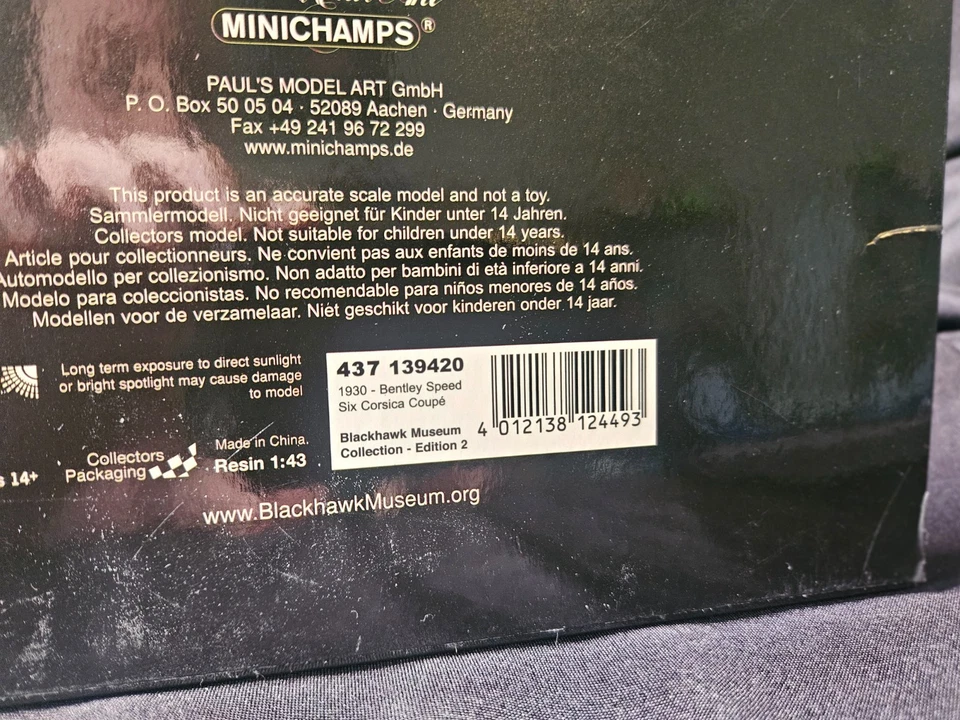 MINICHAMPS®
PAUL'S MODEL ART GmbH
P. O. Box 50 05 04 · 52089 Aachen · Germany
Fax +49 241 96 72 299
www.minichamps.de
This product is an accurate scale model and not a toy.
Sammlermodell. Nicht geeignet für Kinder unter 14 Jahren.
Collectors model. Not suitable for children under 14 years.
Article pour collectionneurs. Ne convient pas aux enfants de moins de 14 ans.
Automodello per collezionismo. Non adatto per bambini di età inferiore a 14 anni.
Modelo para coleccionistas. No recomendable para niños menores de 14 años.
Modellen voor de verzamelaar. Niet geschikt voor kinderen onder 14 jaar.
Long term exposure to direct sunlight
or bright spotlight may cause damage
to model
14+
Collectors
Packaging
Made in China.
Resin 1:43
437 139420
1930 - Bentley Speed
Six Corsica Coupé
Blackhawk Museum
Collection - Edition 2
4 012138 124493
www.BlackhawkMuseum.org